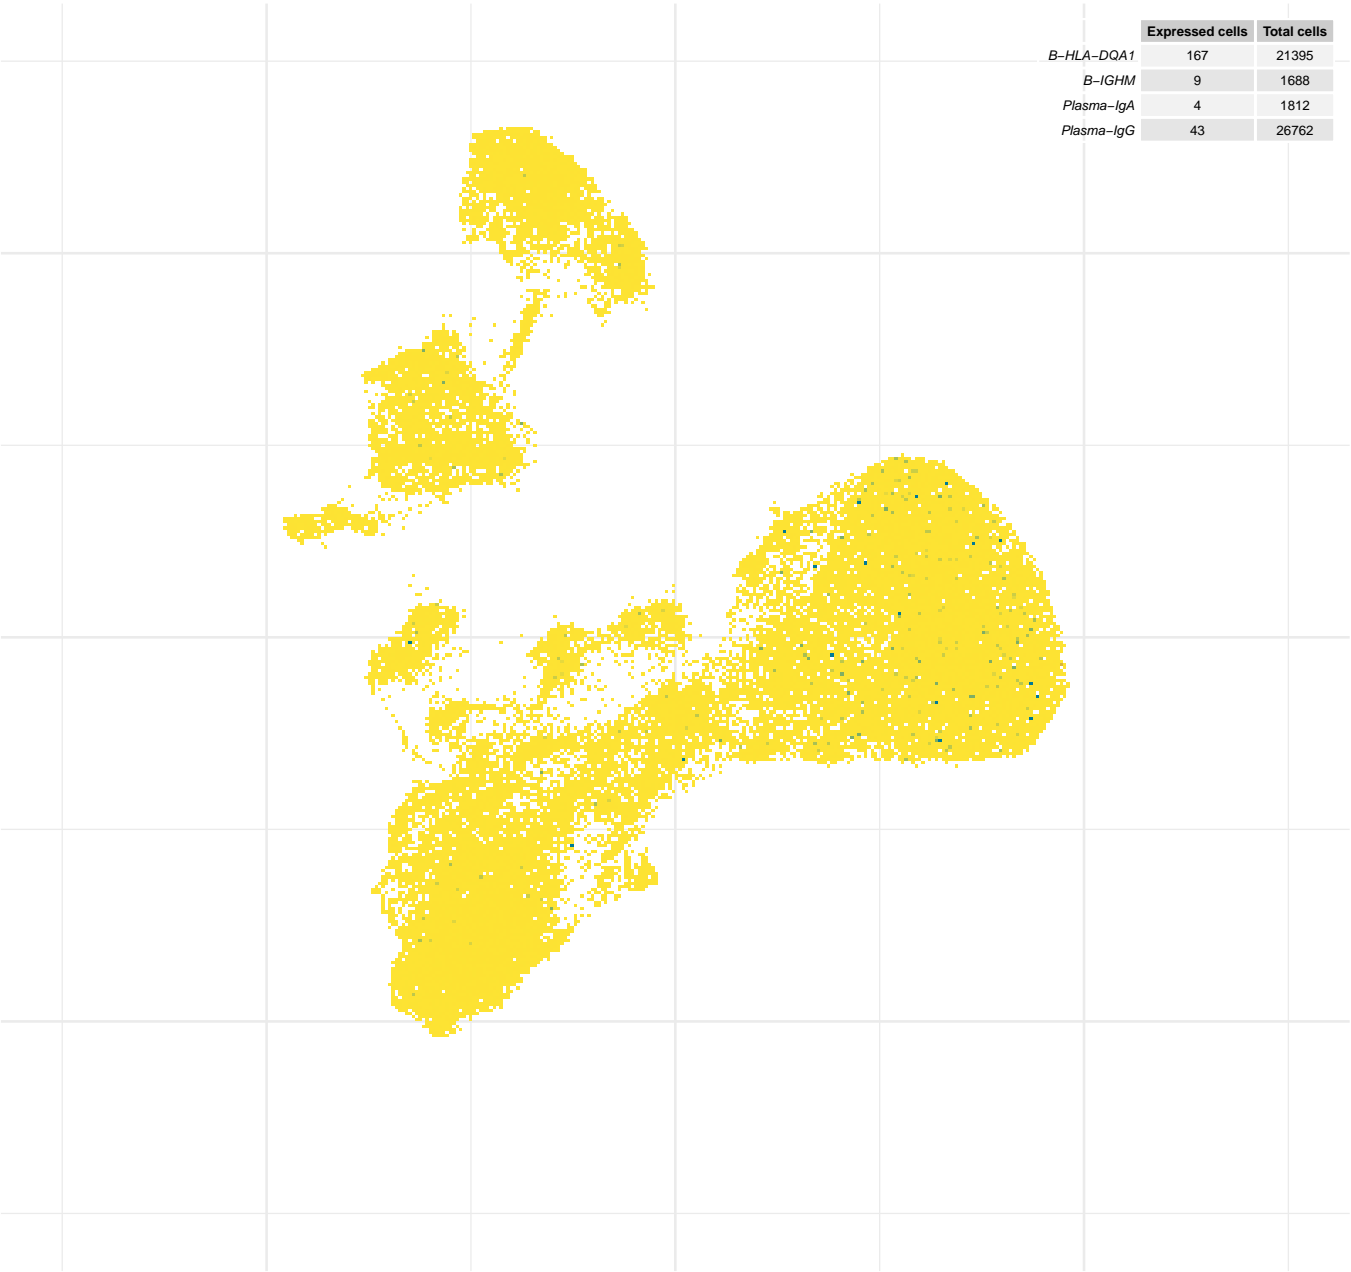 Expressed cells Total cells
B−HLA−DQA1 167 21395
B−IGHM 9 1688
Plasma−IgA 4 1812
Plasma−IgG 43 26762